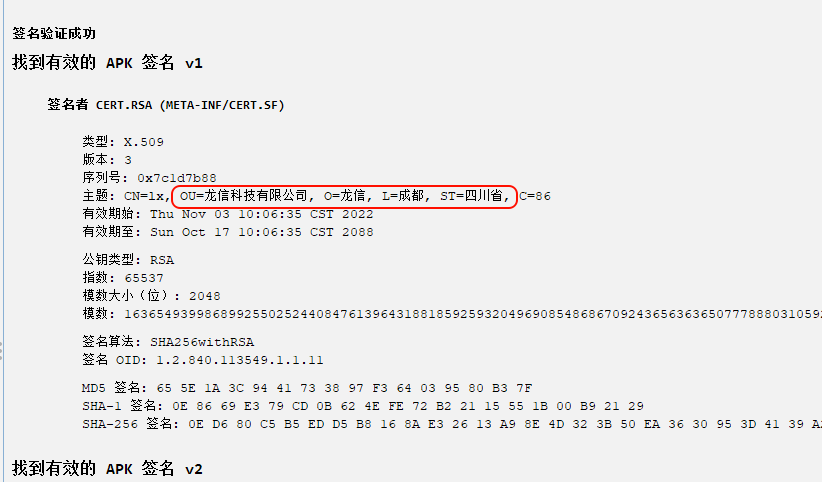 签名验证成功
找到有效的 APK 签名 v1
签名者 CERT.RSA (META-INF/CERT.SF)
类型: X.509
版本: 3
序列号: 0x7c1d7b88
主题: CN=lx, OU=龙信科技有限公司, O=龙信, L=成都, ST=四川省, C=86
有效期始: Thu Nov 03 10:06:35 CST 2022
有效期至: Sun Oct 17 10:06:35 CST 2088
公钥类型: RSA
指数: 65537
模数大小（位）: 2048
模数: 1636549399868992550252440847613964318818592593204969085486867092436563636507778880310592
签名算法: SHA256withRSA
签名 OID: 1.2.840.113549.1.1.11
MD5 签名: 65 5E 1A 3C 94 41 73 38 97 F3 64 03 95 80 B3 7F
SHA-1 签名: 0E 86 69 E3 79 CD 0B 62 4E FE 72 B2 21 15 55 1B 00 B9 21 29
SHA-256 签名: 0E D6 80 C5 B5 ED D5 B8 16 8A E3 26 13 A9 8E 4D 32 3B 50 EA 36 30 95 3D 41 39
找到有效的 APK 签名 v2